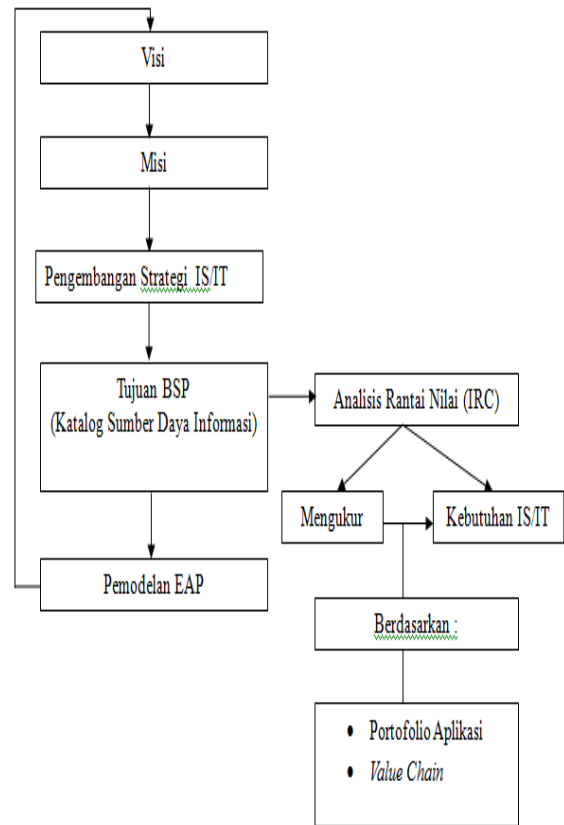 Visi
Misi
Pengembangan Strategi IS/IT
Tujuan BSP
(Katalog Sumber Daya Informasi)
Analisis Rantai Nilai (IRC)
Mengukur
Kebutuhan IS/IT
Pemodelan EAP
Berdasarkan :
• Portofolio Aplikasi
• Value Chain